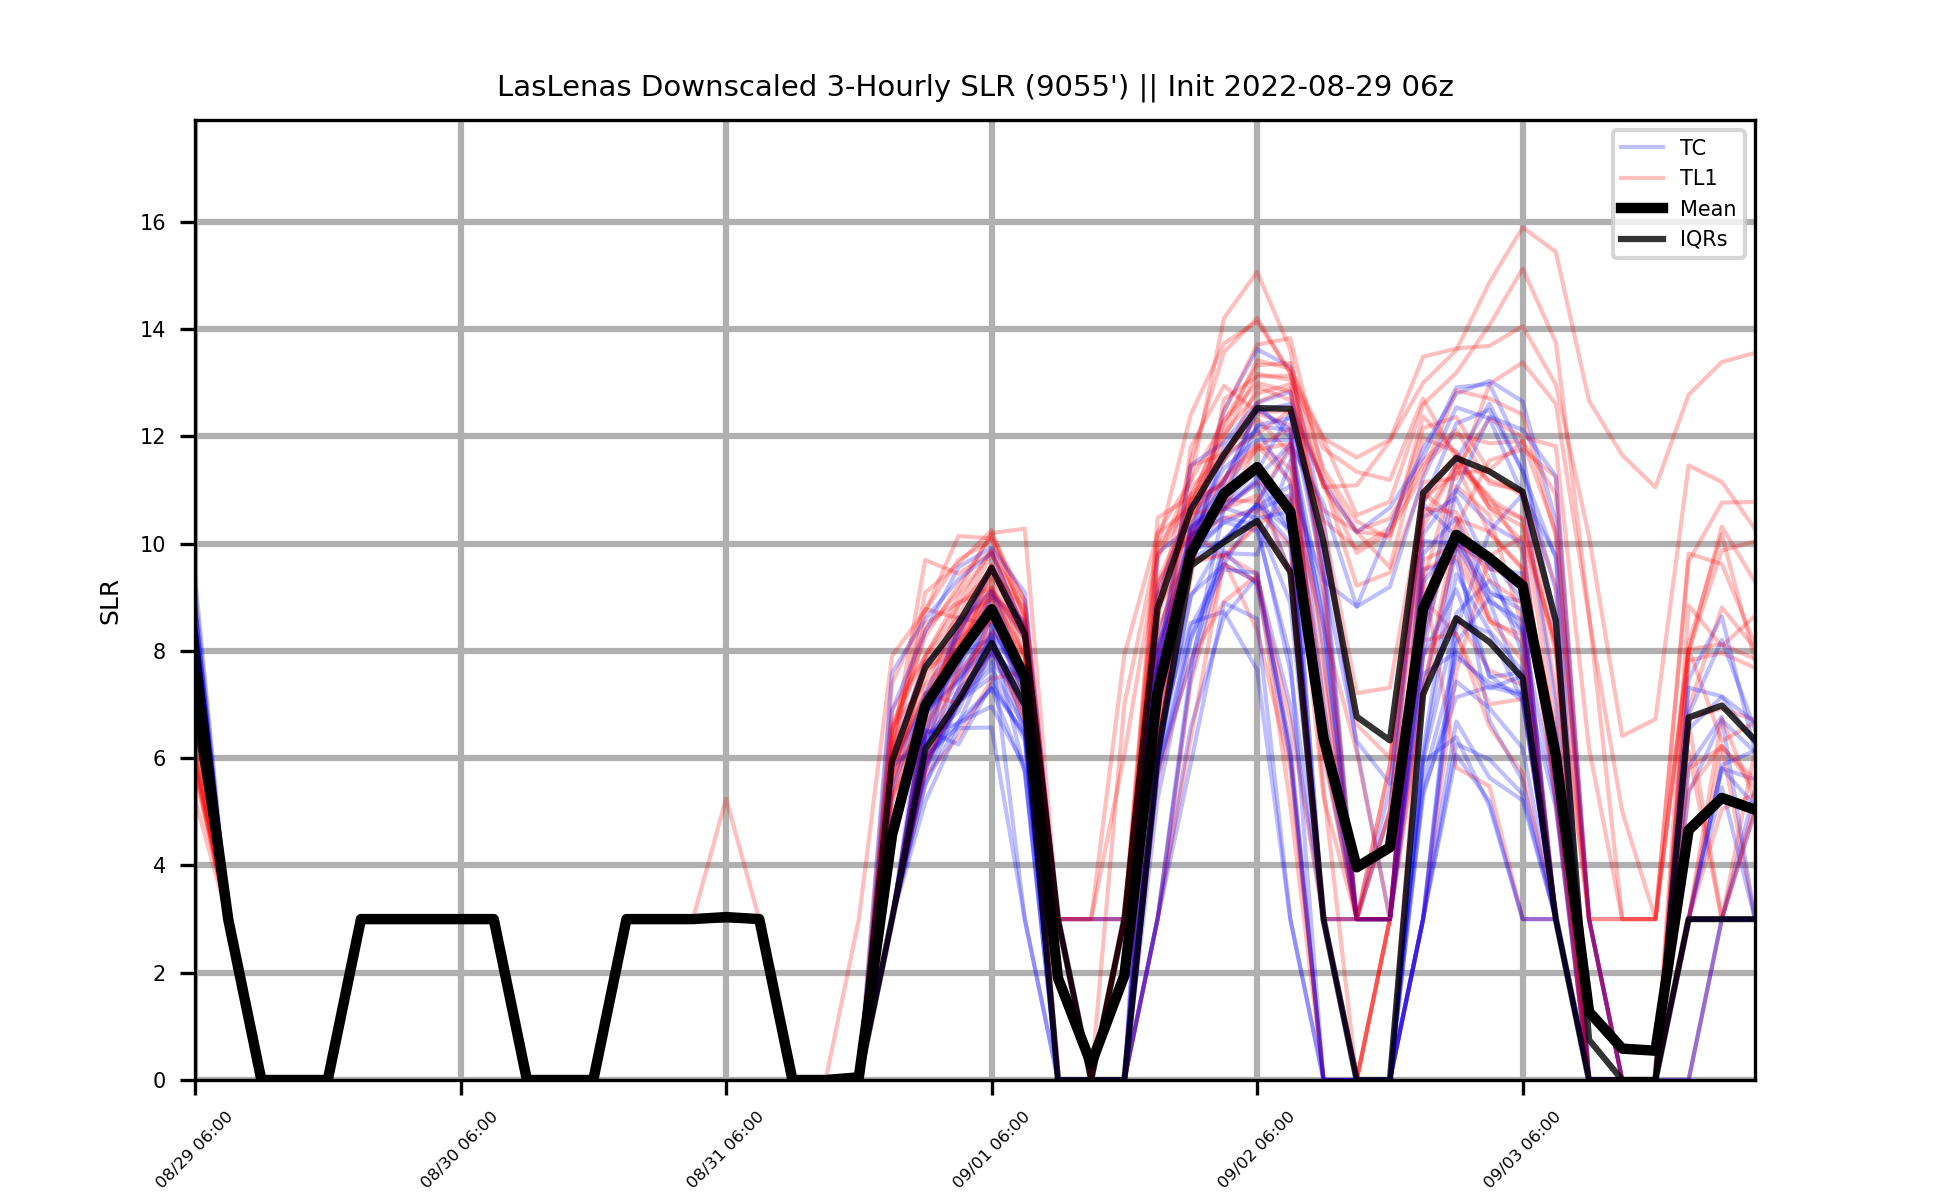 LasLenas Downscaled 3-Hourly SLR (9055') || Init 2022-08-29 06z
TC
TL1
Mean
IQRs
SLR
16
14
12
10
8
6
4
2
0
08/29 06:00
08/30 06:00
08/31 06:00
09/01 06:00
09/02 06:00
09/03 06:00